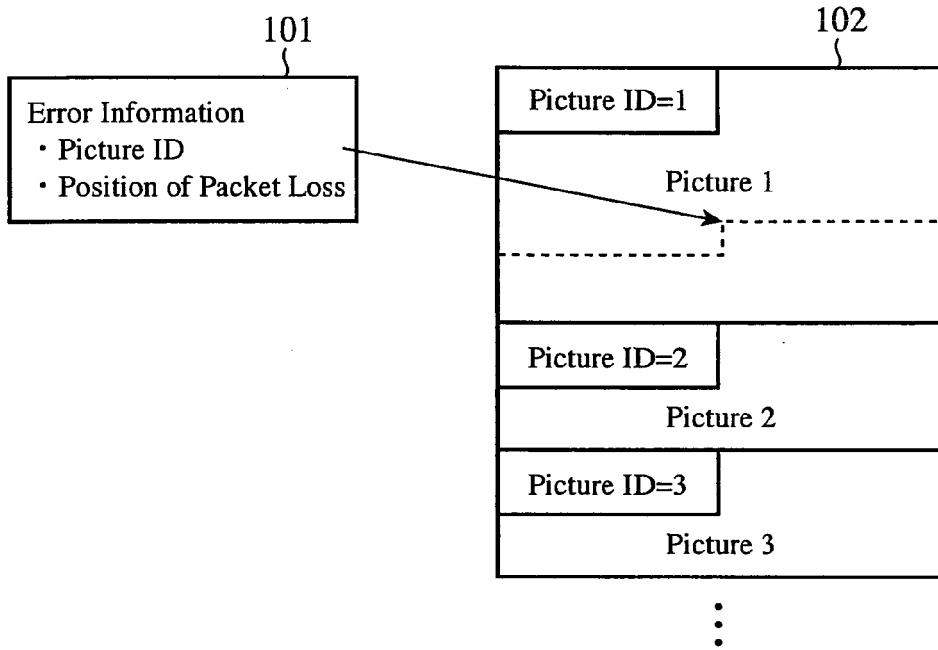 101
Error Information
・Picture ID
・Position of Packet Loss
102
Picture ID=1
Picture 1
Picture ID=2
Picture 2
Picture ID=3
Picture 3